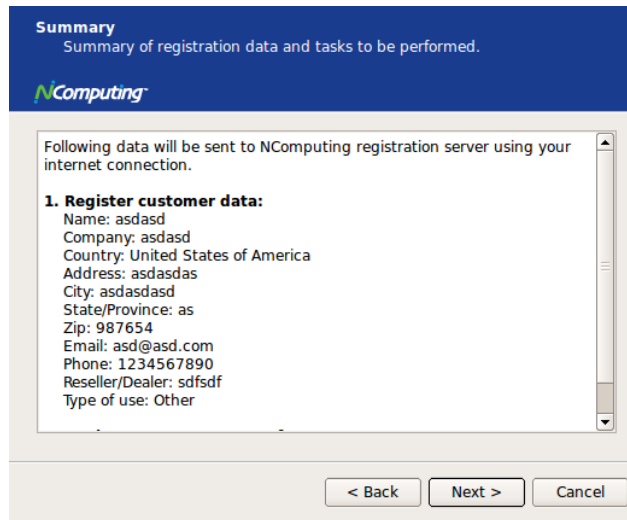 Summary
Summary of registration data and tasks to be performed.
NComputing
Following data will be sent to NComputing registration server using your
internet connection.
1. Register customer data:
Name: asdasd
Company: asdasd
Country: United States of America
Address: asdasdas
City: asdasdasd
State/Province: as
Zip: 987654
Email: asd@asd.com
Phone: 1234567890
Reseller/Dealer: sdfsdf
Type of use: Other
< Back Next > Cancel